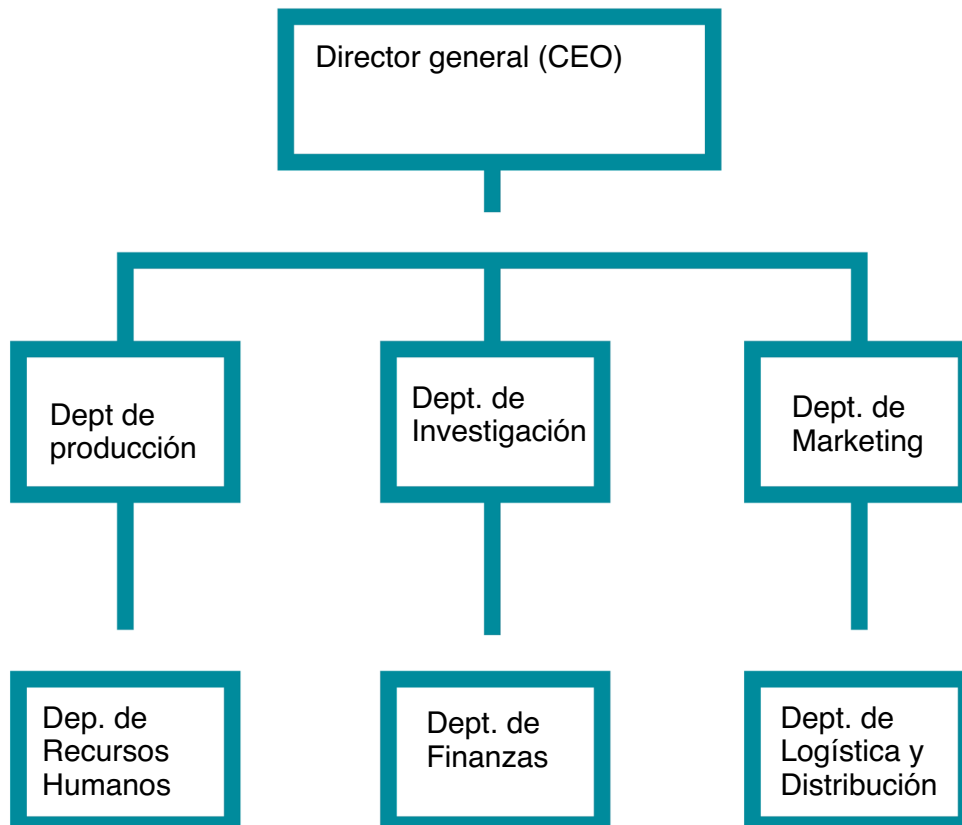 Director general (CEO)
Dept de
producción
Dept. de
Investigación
Dept. de
Marketing
Dep. de
Recursos
Humanos
Dept. de
Finanzas
Dept. de
Logística y
Distribución